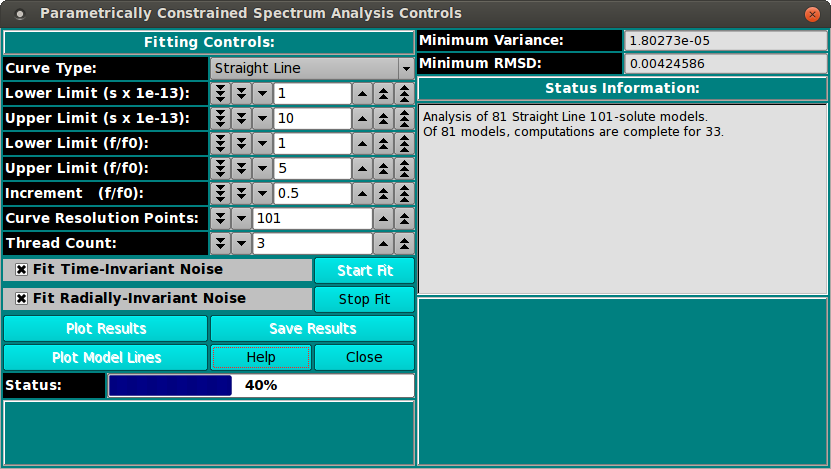 Parametrically Constrained Spectrum Analysis Controls
Fitting Controls:
Curve Type: Straight Line
Lower Limit (s x 1e-13): 1
Upper Limit (s x 1e-13): 10
Lower Limit (f/f0): 1
Upper Limit (f/f0): 5
Increment (f/f0): 0.5
Curve Resolution Points: 101
Thread Count: 3
Fit Time-Invariant Noise Start Fit
Fit Radially-Invariant Noise Stop Fit
Plot Results Save Results
Plot Model Lines Help Close
Status: 40%
Minimum Variance: 1.80273e-05
Minimum RMSD: 0.00424586
Status Information:
Analysis of 81 Straight Line 101-solute models.
Of 81 models, computations are complete for 33.